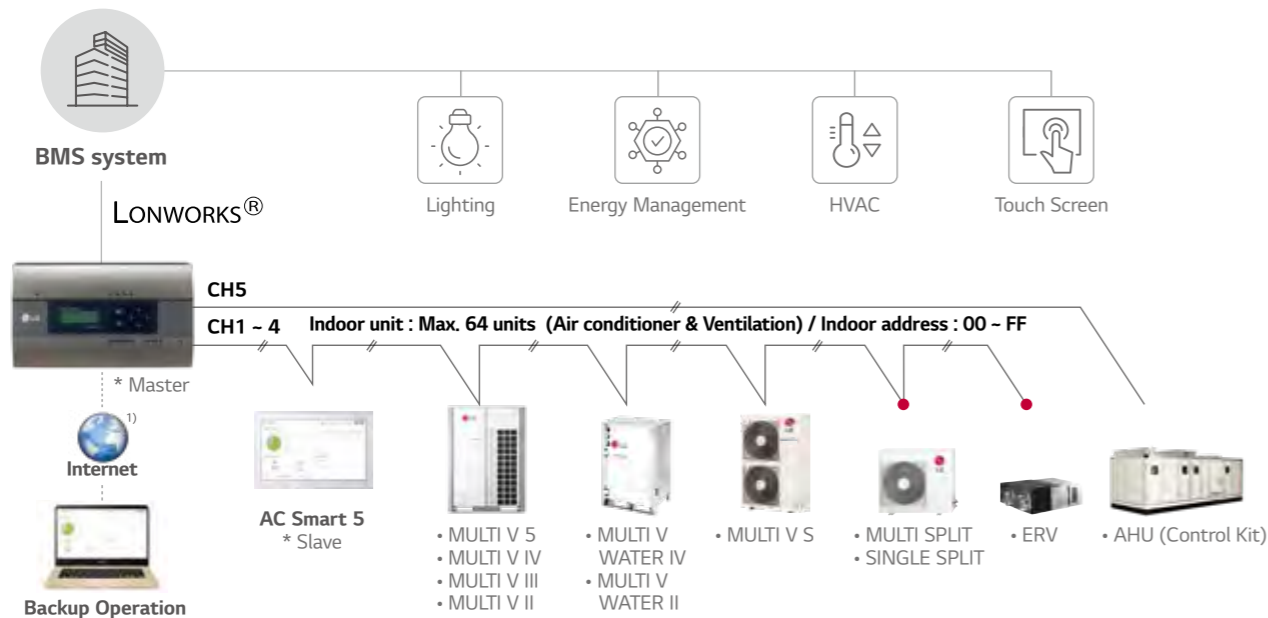 BMS system
LONWORKS®
Lighting
Energy Management
HVAC
Touch Screen
CH5
CH1 ~ 4 Indoor unit : Max. 64 units (Air conditioner & Ventilation) / Indoor address : 00 ~ FF
LG
* Master
1)
Internet
Backup Operation
AC Smart 5
* Slave
• MULTI V 5
• MULTI V IV
• MULTI V III
• MULTI V II
• MULTI V
WATER IV
• MULTI V
WATER II
• MULTI V S
• MULTI SPLIT
• SINGLE SPLIT
• ERV
• AHU (Control Kit)